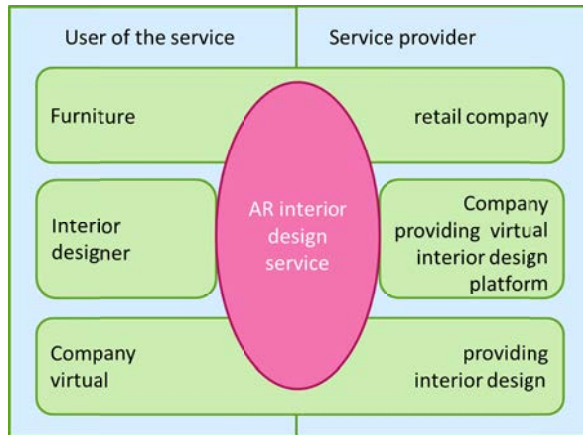 User of the service
Service provider
Furniture
retail company
Interior
designer
AR interior
design
service
Company
providing virtual
interior design
platform
Company
virtual
providing
interior design